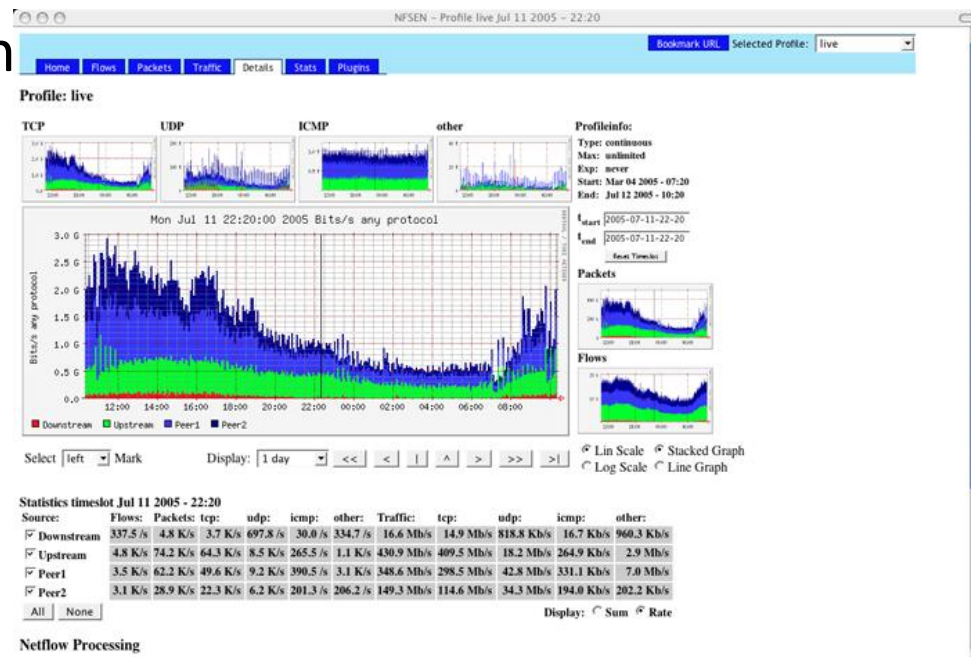 NFSEN - Profile live Jul 11 2005 - 22:20
n
Bookmark URL Selected Profile: live
Home Flows Packets Traffic Details Stats Plugins
Profile: live
TCP UDP ICMP other
Profileinfo:
Type: continuous
Max: unlimited
Exp: never
Start: Mar 04 2005 - 07:20
End: Jul 12 2005 - 10:20
tstart 2005-07-11-22-20
tend 2005-07-11-22-20
Reset Timeslot
Mon Jul 11 22:20:00 2005 Bits/s any protocol
Bits/s any protocol
3.0 G
2.5 G
2.0 G
1.5 G
1.0 G
0.5 G
0.0
12:00 14:00 16:00 18:00 20:00 22:00 00:00 02:00 04:00 06:00 08:00
Downstream Upstream Peer1 Peer2
Packets
Flows
Select left Mark Display: 1 day << < | ^ > >> >|
Lin Scale Stacked Graph
Log Scale Line Graph
Statistics timeslot Jul 11 2005 - 22:20
Source: Flows: Packets: tcp: udp: icmp: other: Traffic: tcp: udp: icmp: other:
Downstream 337.5 /s 4.8 K/s 3.7 K/s 697.8 /s 30.0 /s 334.7 /s 16.6 Mb/s 14.9 Mb/s 818.8 Kb/s 16.7 Kb/s 960.3 Kb/s
Upstream 4.8 K/s 74.2 K/s 64.3 K/s 8.5 K/s 265.5 /s 1.1 K/s 430.9 Mb/s 409.5 Mb/s 18.2 Mb/s 264.9 Kb/s 2.9 Mb/s
Peer1 3.5 K/s 62.2 K/s 49.6 K/s 9.2 K/s 390.5 /s 3.1 K/s 348.6 Mb/s 298.5 Mb/s 42.8 Mb/s 331.1 Kb/s 7.0 Mb/s
Peer2 3.1 K/s 28.9 K/s 22.3 K/s 6.2 K/s 201.3 /s 206.2 /s 149.3 Mb/s 114.6 Mb/s 34.3 Mb/s 194.0 Kb/s 202.2 Kb/s
All None Display: Sum Rate
Netflow Processing